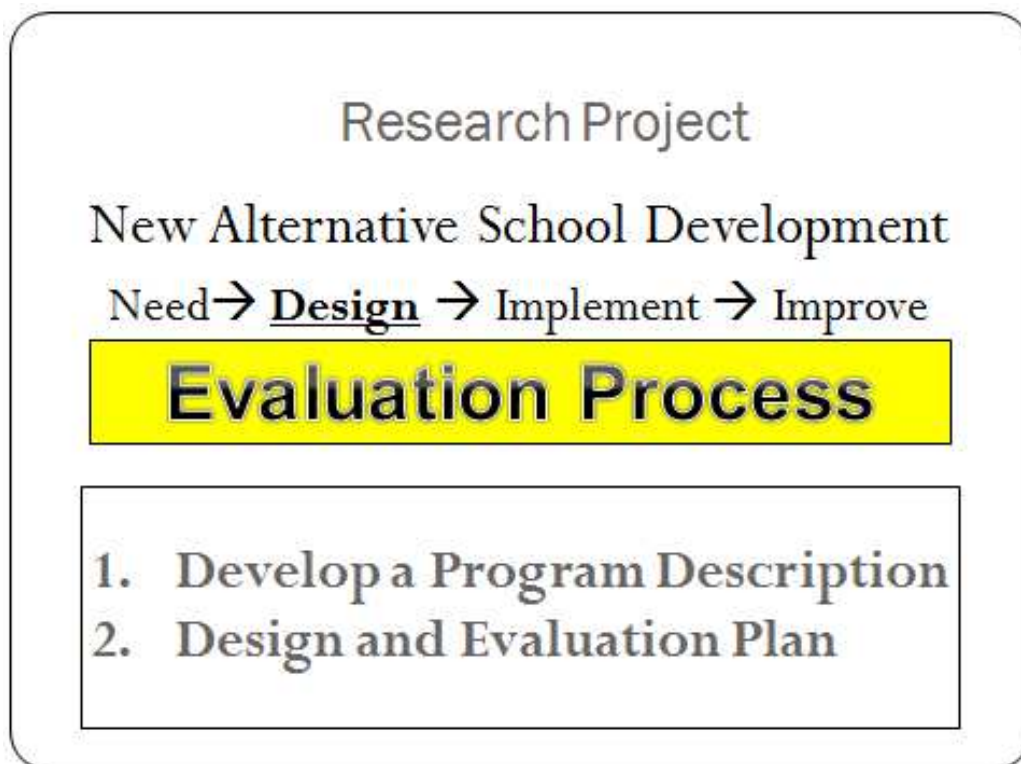 Research Project
New Alternative School Development
Need→ Design → Implement → Improve
Evaluation Process
1. Develop a Program Description
2. Design and Evaluation Plan